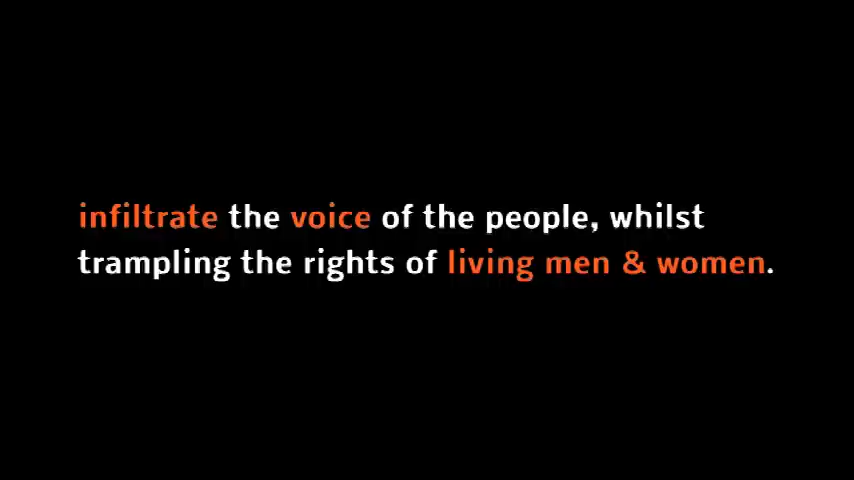 infiltrate the voice of the people, whilst
trampling the rights of living men & women.